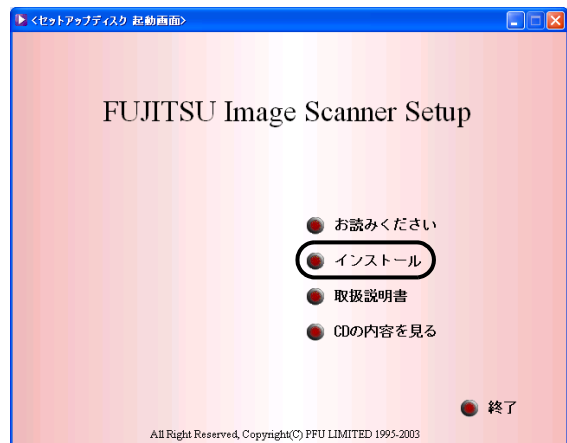 <セットアップディスク 起動画面>
FUJITSU Image Scanner Setup
お読みください
インストール
取扱説明書
CDの内容を見る
終了
All Right Reserved, Copyright(C) PFU LIMITED 1995-2003